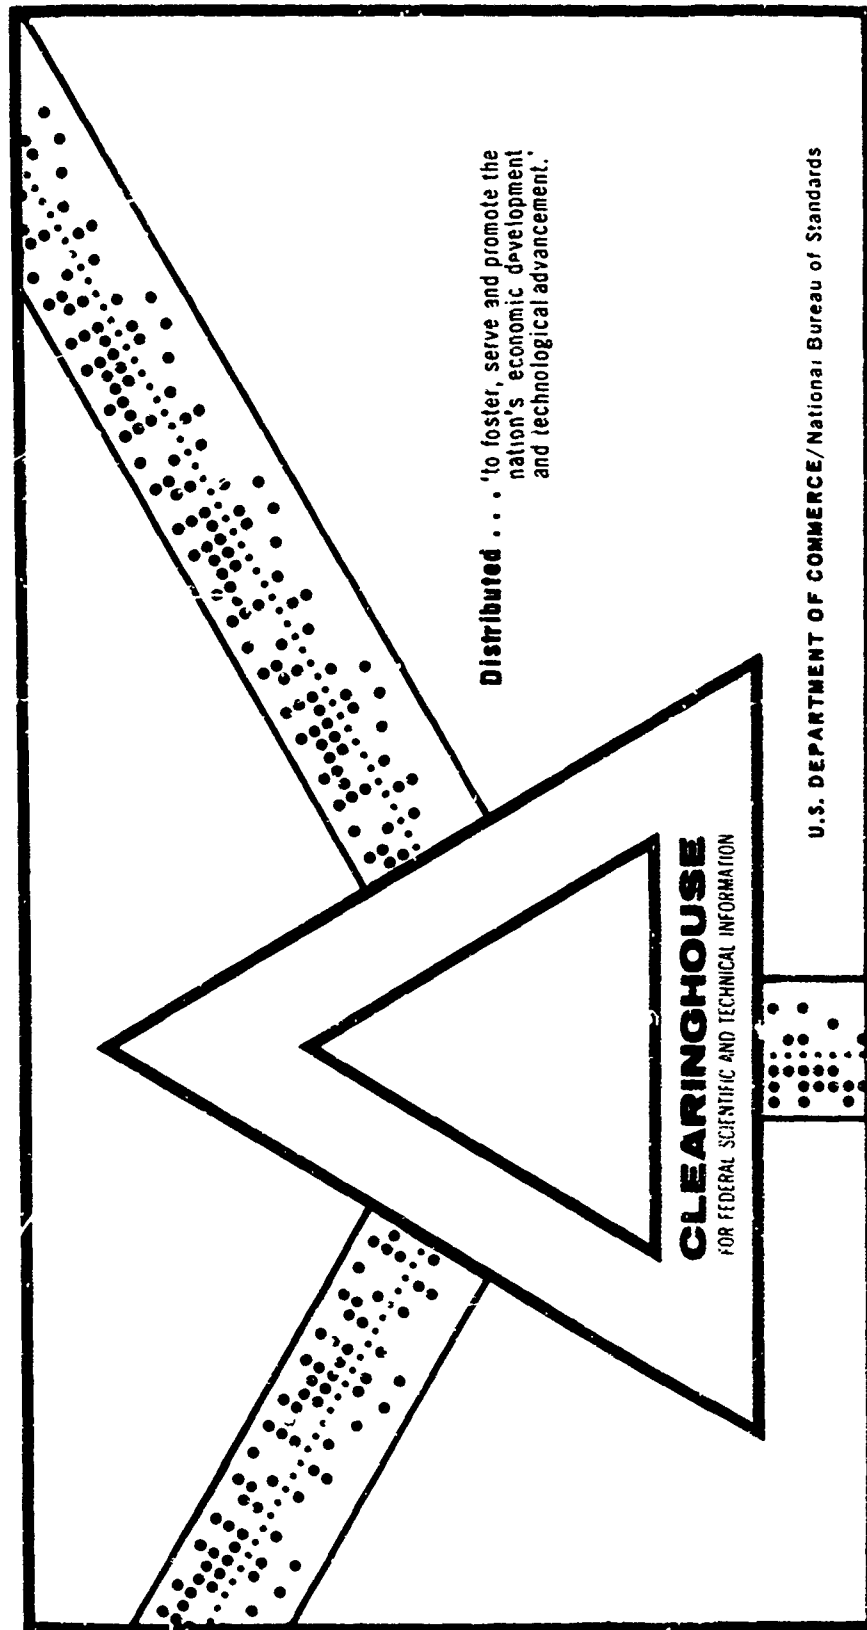 Distributed . . . 'to foster, serve and promote the
nation's economic development
and technological advancement.'
CLEARINGHOUSE
FOR FEDERAL SCIENTIFIC AND TECHNICAL INFORMATION
U.S. DEPARTMENT OF COMMERCE/National Bureau of Standards